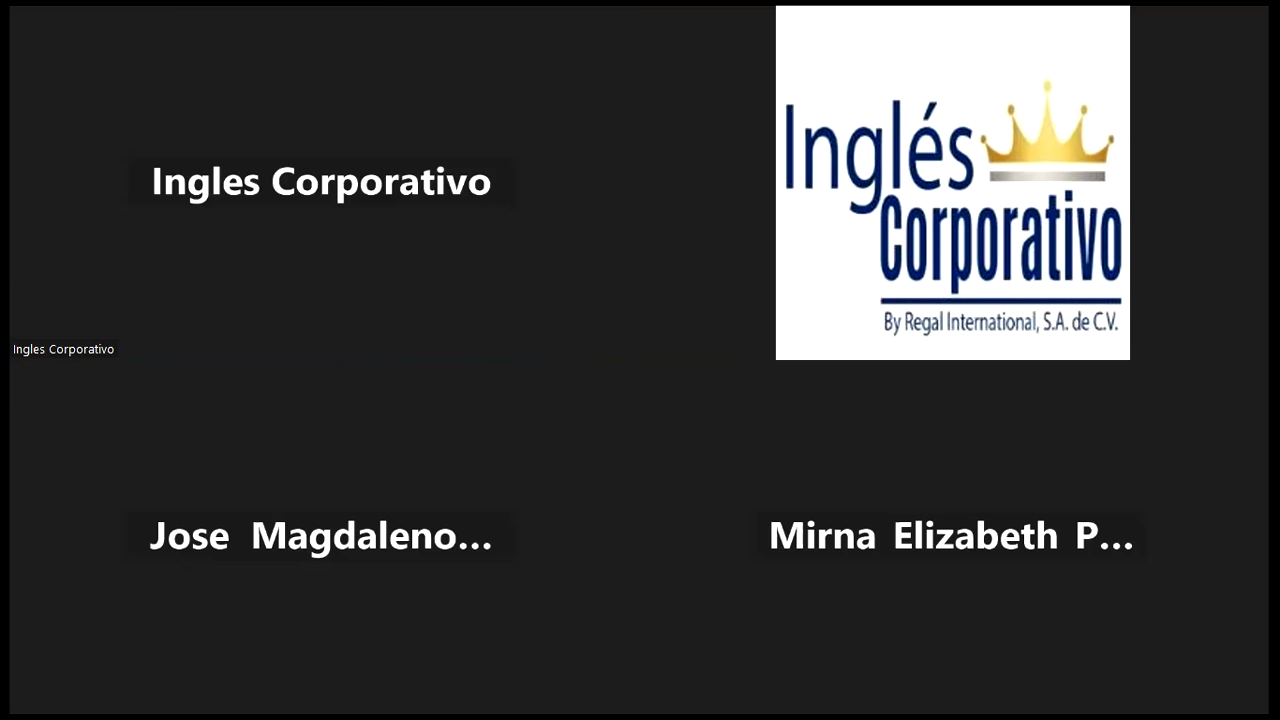 Ingles Corporativo
Inglés
Corporativo
By Regal International, S.A. de C.V.
Ingles Corporativo
Jose Magdaleno...
Mirna Elizabeth P...